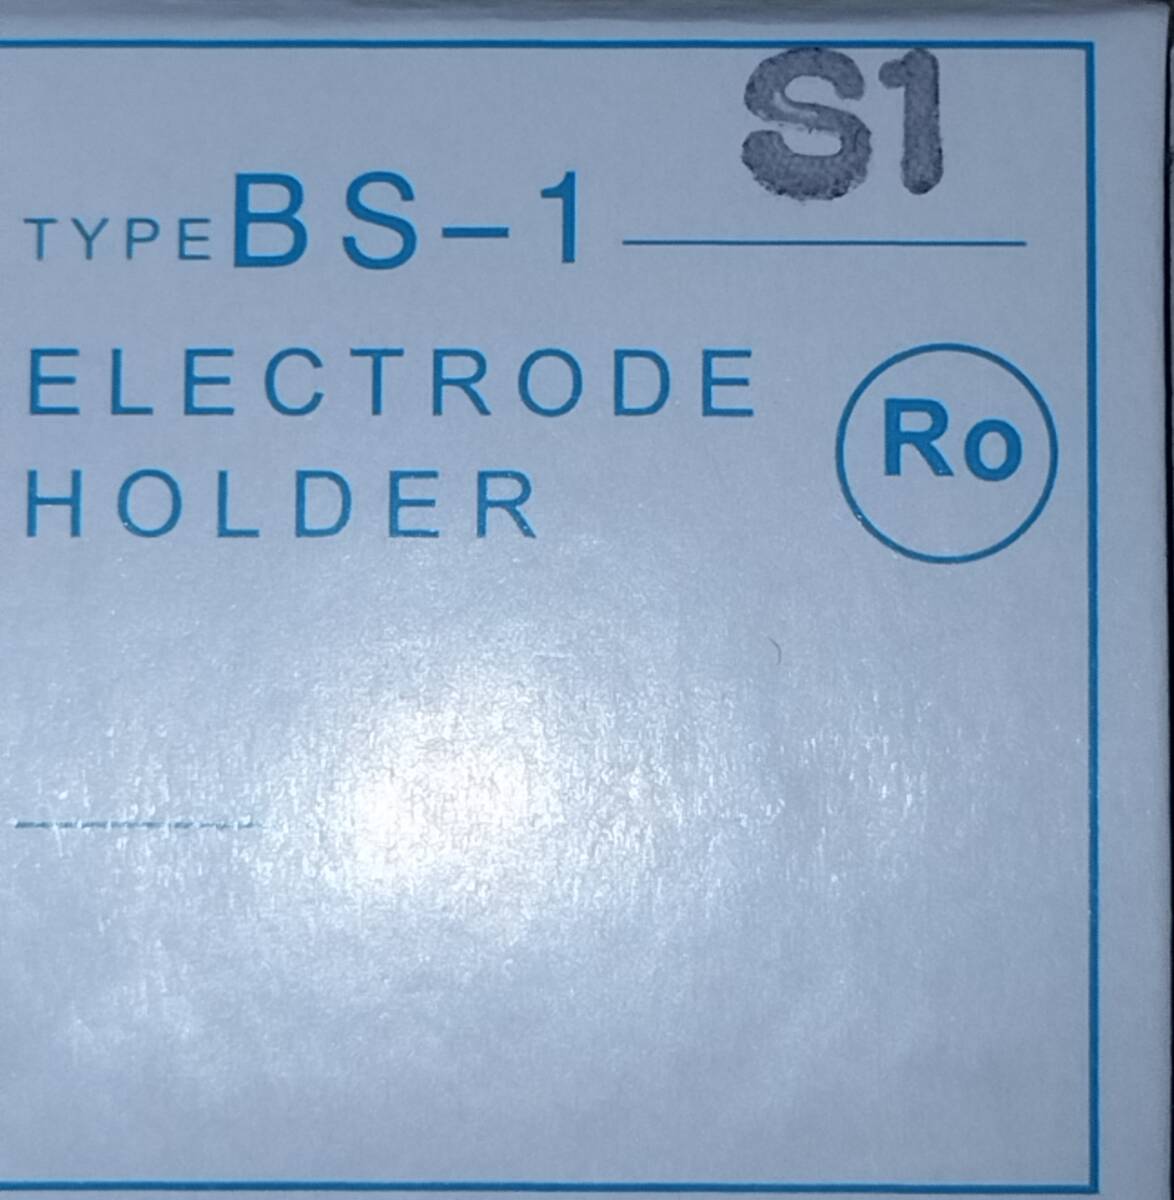 S1
TYPE BS-1
ELECTRODE
HOLDER
Ro